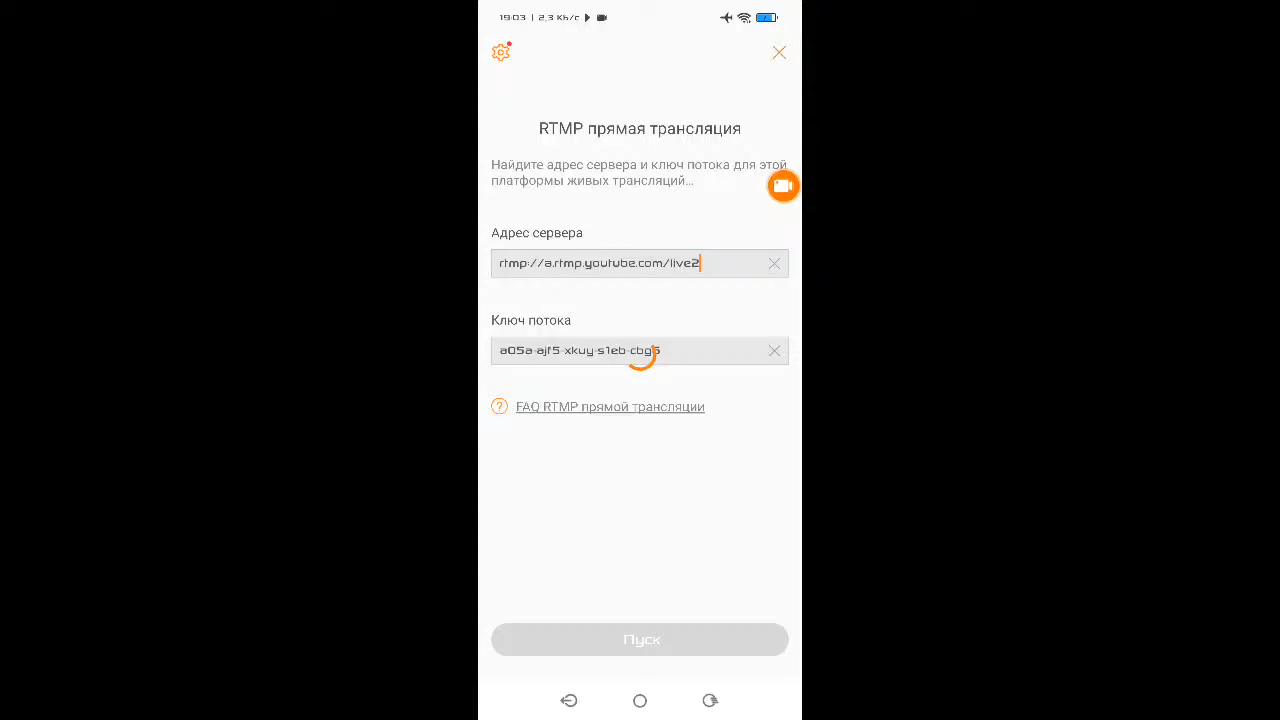 19:03 | 2,3 КБ/с
RTMP прямая трансляция
Найдите адрес сервера и ключ потока для этой
платформы живых трансляций...
Адрес сервера
rtmp://a.rtmp.youtube.com/live2
Ключ потока
a05a-ajf5-xkuy-s1eb-cbg5
? FAQ RTMP прямой трансляции
Пуск